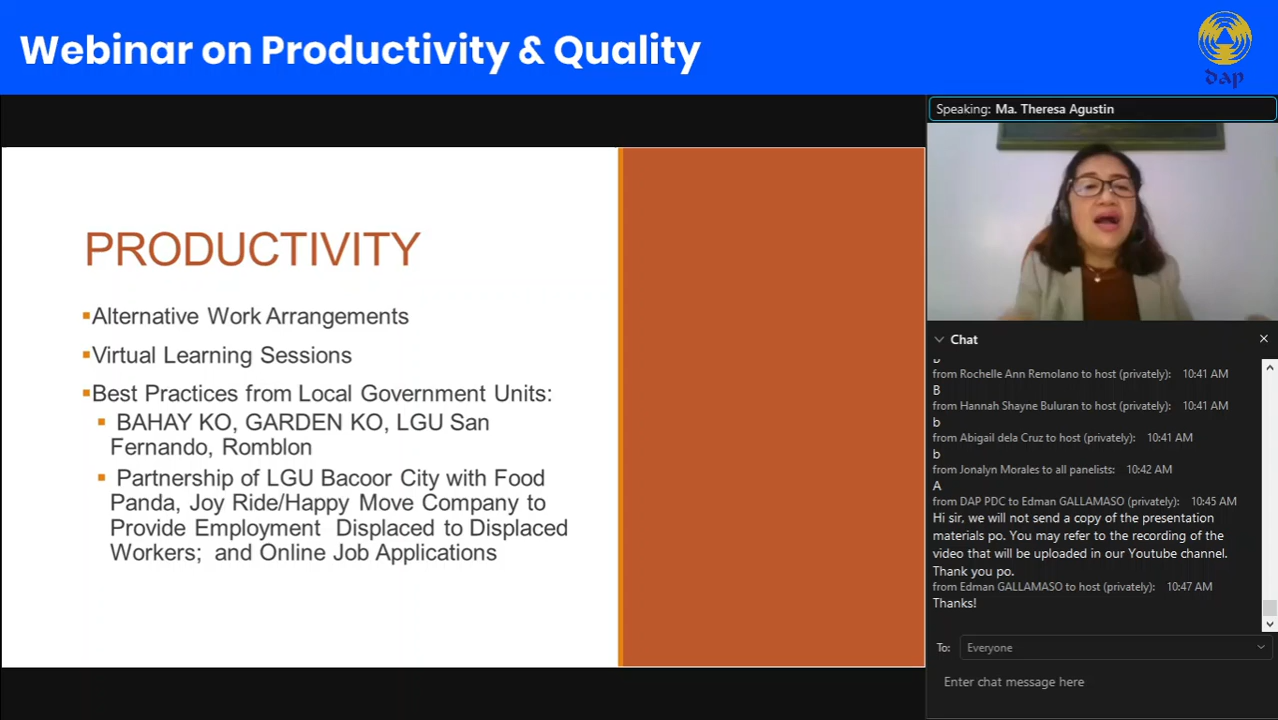 Webinar on Productivity & Quality
dap
Speaking: Ma. Theresa Agustin
PRODUCTIVITY
▪Alternative Work Arrangements
▪Virtual Learning Sessions
▪Best Practices from Local Government Units:
▪ BAHAY KO, GARDEN KO, LGU San
Fernando, Romblon
▪ Partnership of LGU Bacoor City with Food
Panda, Joy Ride/Happy Move Company to
Provide Employment Displaced to Displaced
Workers; and Online Job Applications
Chat
from Rochelle Ann Remolano to host (privately): 10:41 AM
B
from Hannah Shayne Buluran to host (privately): 10:41 AM
b
from Abigail dela Cruz to host (privately): 10:41 AM
b
from Jonalyn Morales to all panelists: 10:42 AM
A
from DAP PDC to Edman GALLAMASO (privately): 10:45 AM
Hi sir, we will not send a copy of the presentation
materials po. You may refer to the recording of the
video that will be uploaded in our Youtube channel.
Thank you po.
from Edman GALLAMASO to host (privately): 10:47 AM
Thanks!
To: Everyone
Enter chat message here